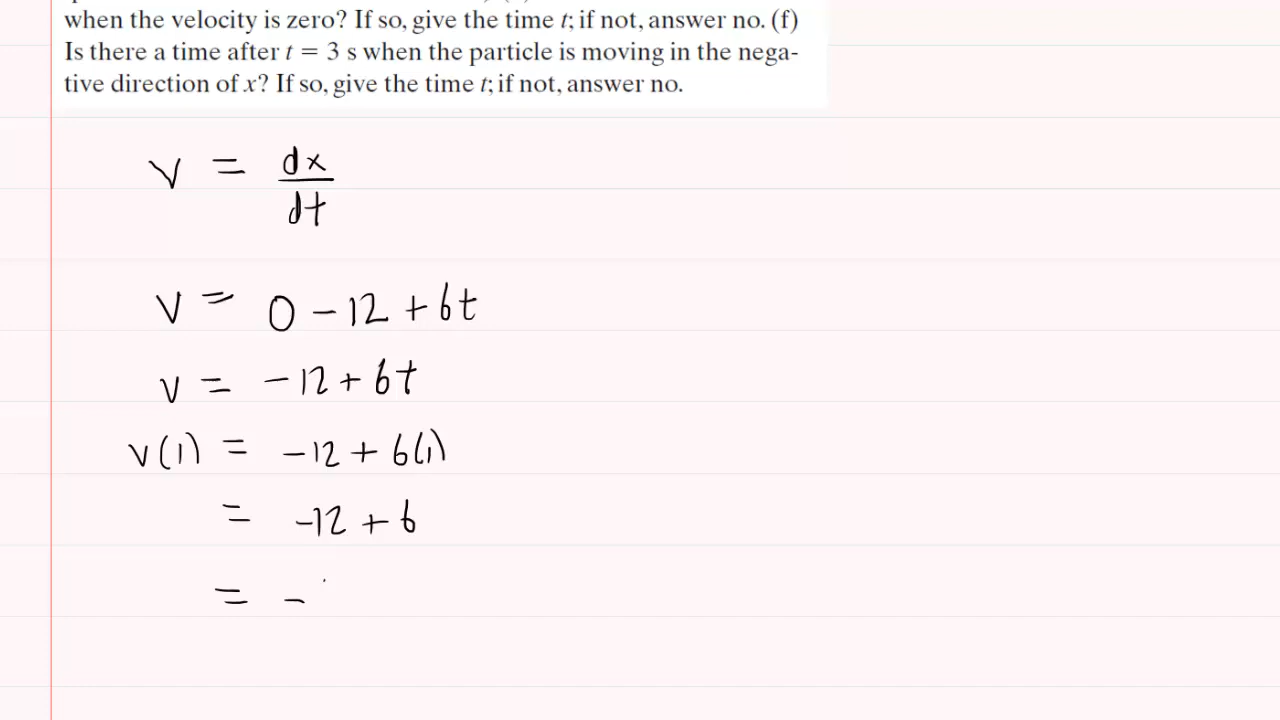 when the velocity is zero? If so, give the time t; if not, answer no. (f)
Is there a time after t = 3 s when the particle is moving in the nega-
tive direction of x? If so, give the time t; if not, answer no.
V = dx
dt
V = 0 - 12 + 6t
V = -12 + 6t
v(1) = -12 + 6(1)
= -12 + 6
= -